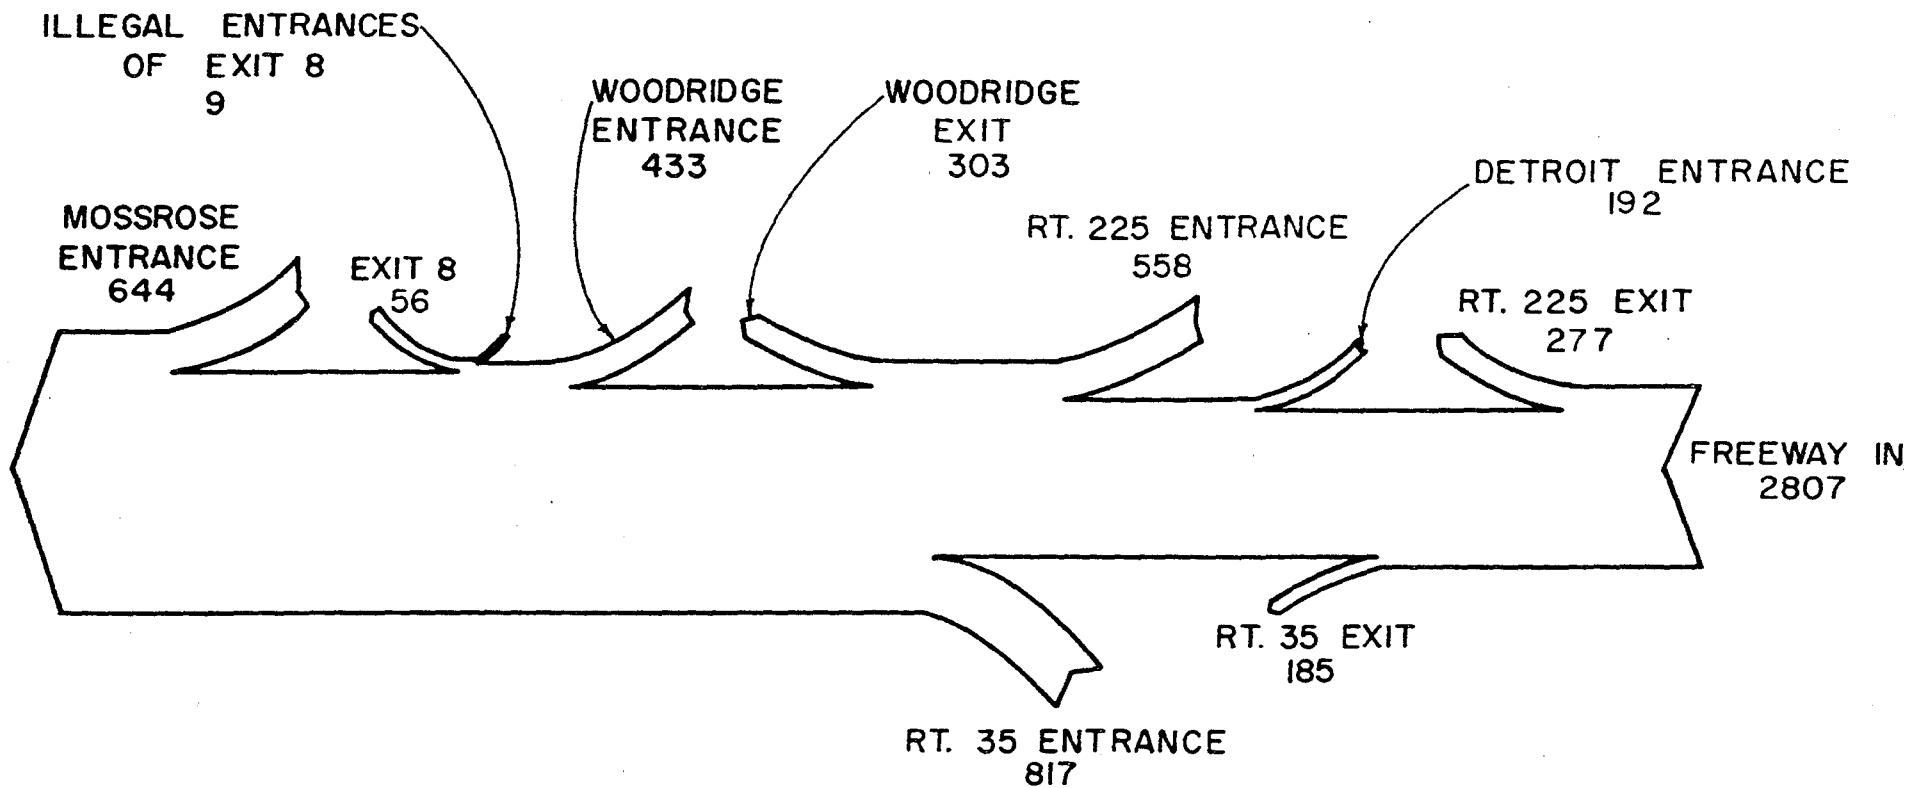 ILLEGAL ENTRANCES
OF EXIT 8
9
WOODRIDGE
ENTRANCE
433
WOODRIDGE
EXIT
303
DETROIT ENTRANCE
192
MOSSROSE
ENTRANCE
644
EXIT 8
56
RT. 225 ENTRANCE
558
RT. 225 EXIT
277
FREEWAY IN
2807
RT. 35 EXIT
185
RT. 35 ENTRANCE
817